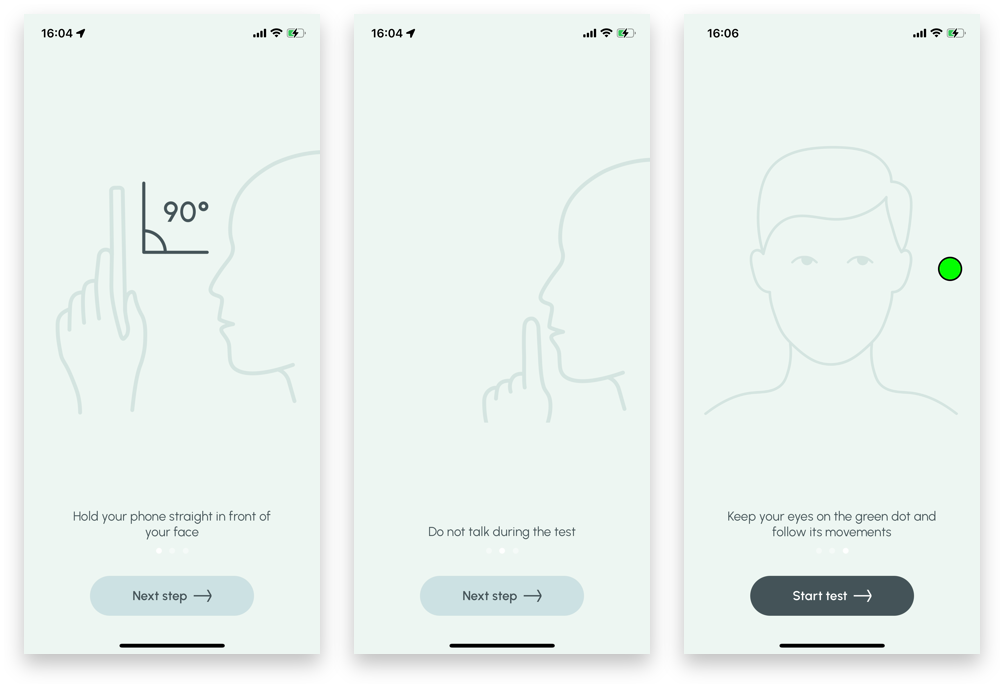 16:04
90°
Hold your phone straight in front of
your face
Next step
16:04
Do not talk during the test
Next step
16:06
Keep your eyes on the green dot and
follow its movements
Start test